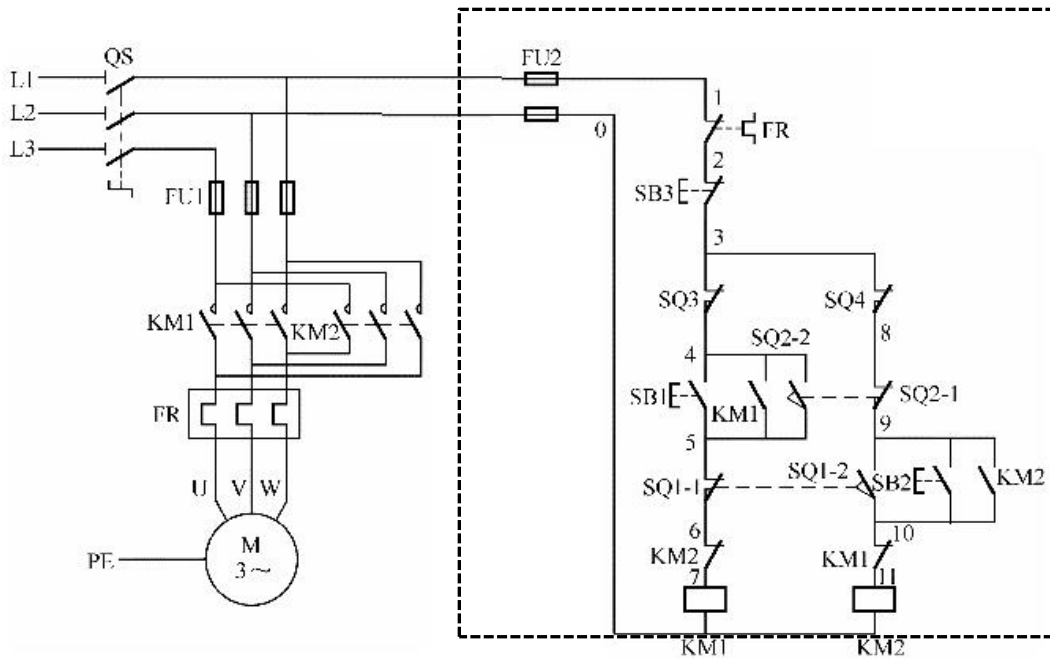 QS
L1
L2
L3
FU2
0
1
FR
2
SB3
FU1
3
SQ3
SQ4
KM1
KM2
8
SQ2-2
4
FR
SB1
KM1
SQ2-1
5
9
U
V
W
SQ1-1
SQ1-2
SB2
KM2
6
10
M
3~
PE
KM2
KM1
7
11
KM1
KM2